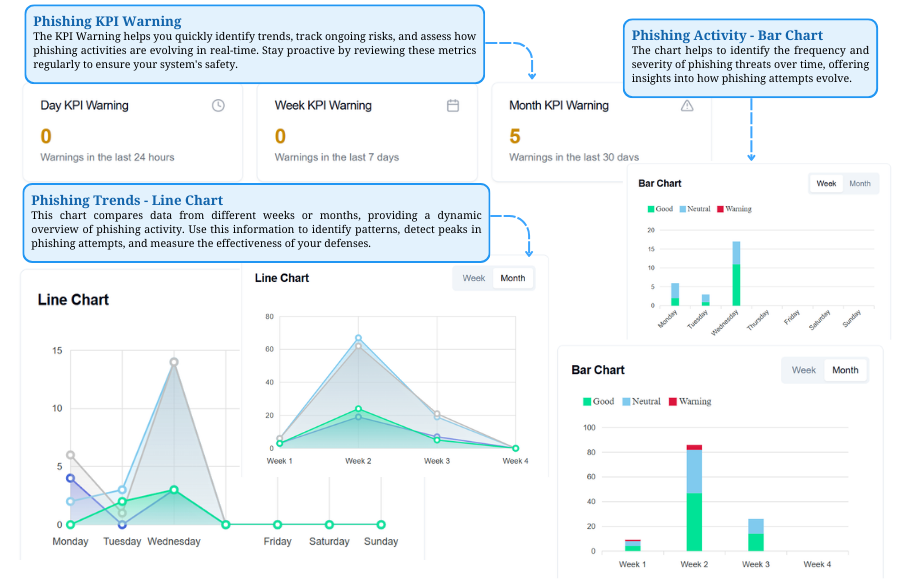 Phishing KPI Warning
The KPI Warning helps you quickly identify trends, track ongoing risks, and assess how
phishing activities are evolving in real-time. Stay proactive by reviewing these metrics
regularly to ensure your system's safety.
Phishing Activity - Bar Chart
The chart helps to identify the frequency and
severity of phishing threats over time, offering
insights into how phishing attempts evolve.
Day KPI Warning
0
Warnings in the last 24 hours
Week KPI Warning
0
Warnings in the last 7 days
Month KPI Warning
5
Warnings in the last 30 days
Phishing Trends - Line Chart
This chart compares data from different weeks or months, providing a dynamic
overview of phishing activity. Use this information to identify patterns, detect peaks in
phishing attempts, and measure the effectiveness of your defenses.
Bar Chart
Week Month
Good Neutral Warning
20
15
10
5
0
Monday Tuesday Wednesday Thursday Friday Saturday Sunday
Line Chart
15
10
5
0
Monday Tuesday Wednesday Friday Saturday Sunday
Line Chart
Week Month
80
60
40
20
0
Week 1 Week 2 Week 3 Week 4
Bar Chart
Week Month
Good Neutral Warning
100
80
60
40
20
0
Week 1 Week 2 Week 3 Week 4